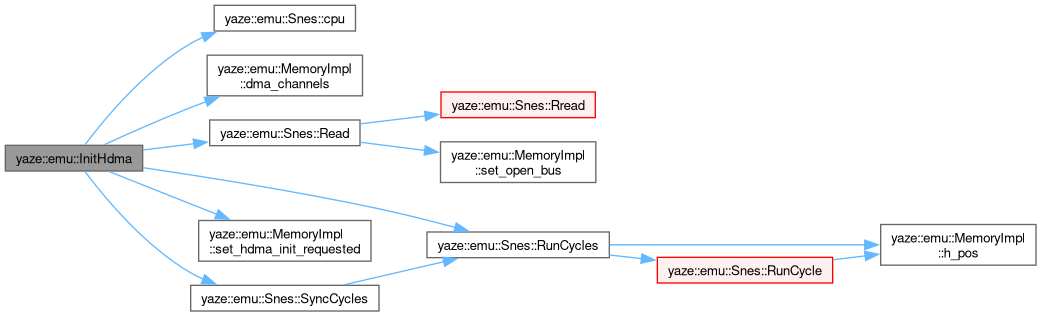 yaze::emu::Snes::cpu
yaze::emu::MemoryImpl
::dma_channels
yaze::emu::Snes::Rread
yaze::emu::Snes::Read
yaze::emu::InitHdma
yaze::emu::MemoryImpl
::set_open_bus
yaze::emu::MemoryImpl
::set_hdma_init_requested
yaze::emu::Snes::RunCycles
yaze::emu::MemoryImpl
::h_pos
yaze::emu::Snes::RunCycle
yaze::emu::Snes::SyncCycles